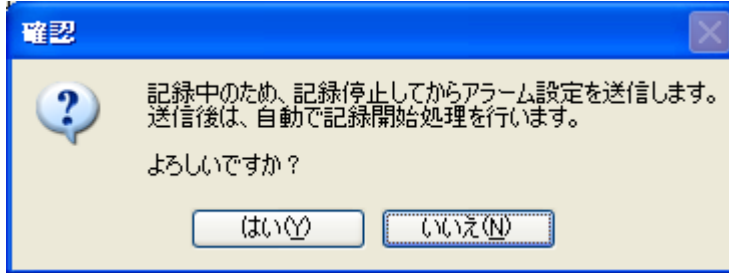 確認
記録中のため、記録停止してからアラーム設定を送信します。
送信後は、自動で記録開始処理を行います。
よろしいですか？
はい(Y)
いいえ(N)